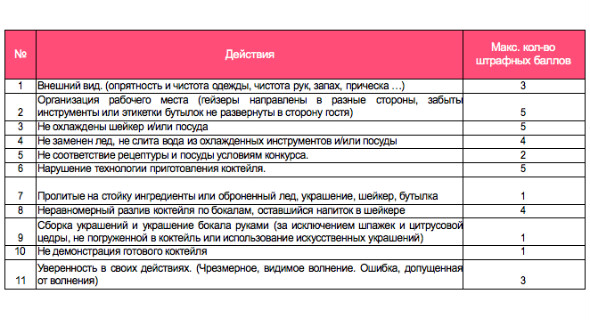 № Действия Макс. кол-во
штрафных баллов
1 Внешний вид. (опрятность и чистота одежды, чистота рук, запах, прическа …) 3
Организация рабочего места (гейзеры направлены в разные стороны, забыты
2 инструменты или этикетки бутылок не развернуты в сторону гостя) 5
3 Не охлаждены шейкер и/или посуда 5
4 Не заменен лед, не слита вода из охлажденных инструментов и/или посуды 4
5 Не соответствие рецептуры и посуды условиям конкурса. 2
6 Нарушение технологии приготовления коктейля. 5
7 Пролитые на стойку ингредиенты или оброненный лед, украшение, шейкер, бутылка 1
8 Неравномерный разлив коктейля по бокалам, оставшийся напиток в шейкере 4
Сборка украшений и украшение бокала руками (за исключением шпажек и цитрусовой
9 цедры, не погруженной в коктейль или использование искусственных украшений) 1
10 Не демонстрация готового коктейля 1
Уверенность в своих действиях. (Чрезмерное, видимое волнение. Ошибка, допущенная
11 от волнения) 3